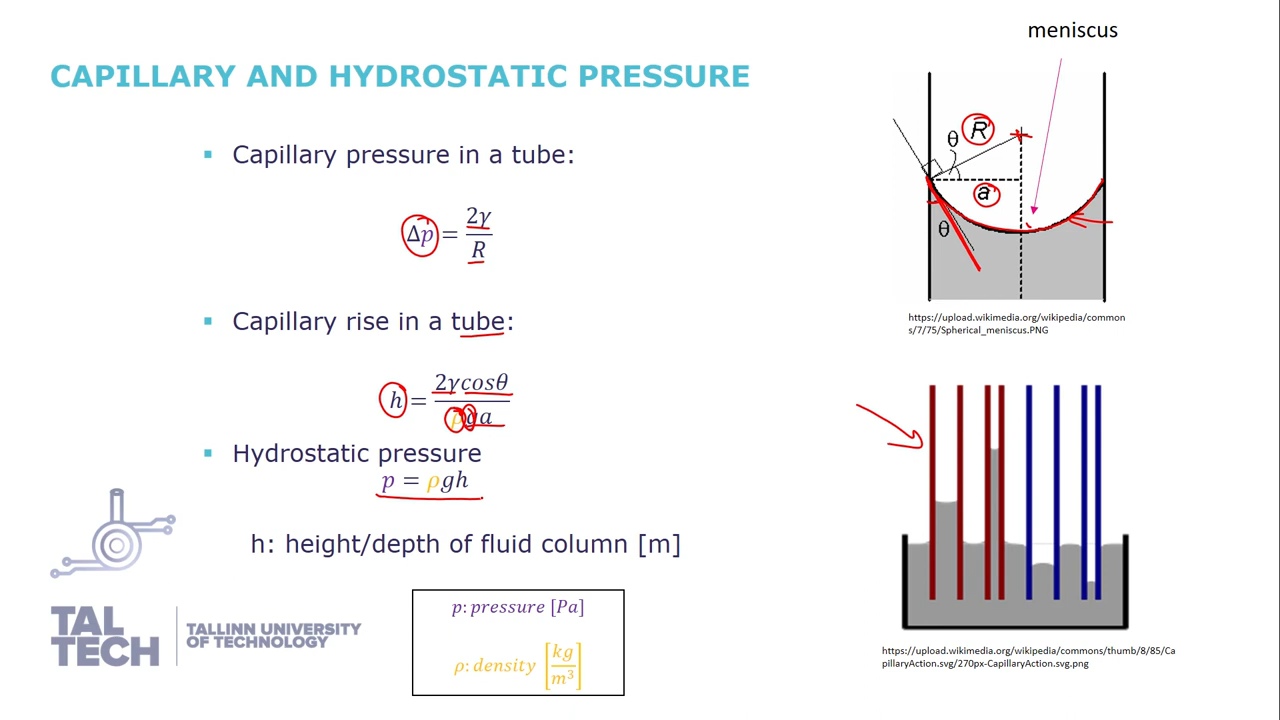 meniscus
CAPILLARY AND HYDROSTATIC PRESSURE
▪ Capillary pressure in a tube:
Δp = 2γ / R
▪ Capillary rise in a tube:
h = 2γcosθ / ρga
▪ Hydrostatic pressure
p = ρgh
h: height/depth of fluid column [m]
p: pressure [Pa]
ρ: density [kg/m³]
TAL
TECH
TALLINN UNIVERSITY
OF TECHNOLOGY
θ
R
a
θ
https://upload.wikimedia.org/wikipedia/common
s/7/75/Spherical_meniscus.PNG
https://upload.wikimedia.org/wikipedia/commons/thumb/8/85/Ca
pillaryAction.svg/270px-CapillaryAction.svg.png